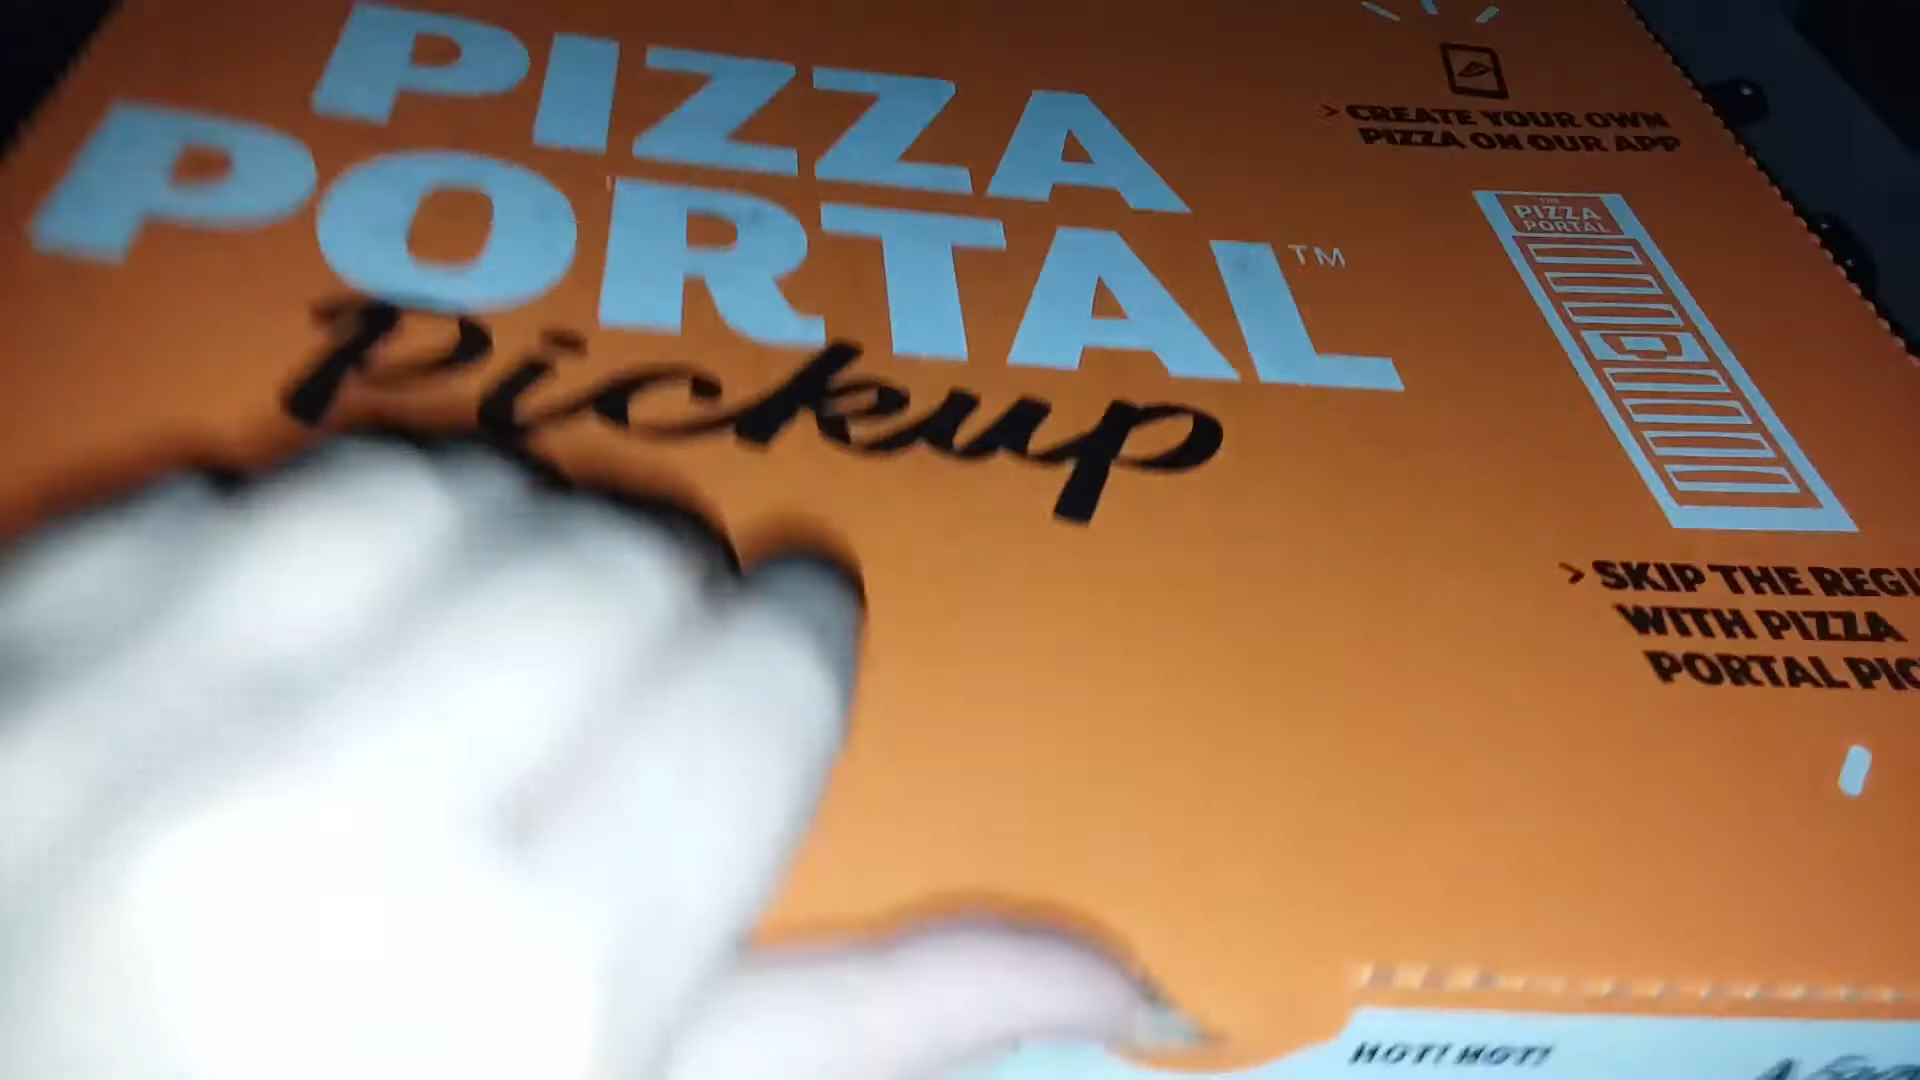 PIZZA
PORTAL™
Pickup
> CREATE YOUR OWN
PIZZA ON OUR APP
THE
PIZZA
PORTAL
> SKIP THE REGI
WITH PIZZA
PORTAL PIC
HOT! HOT!